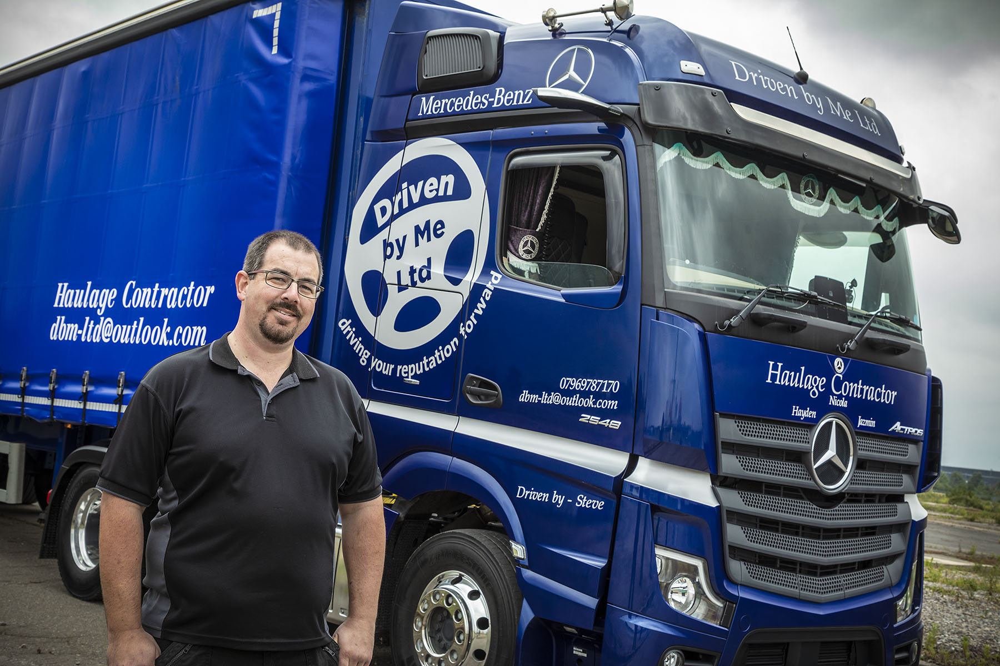 Driven by Me Ltd
Mercedes-Benz
Driven
by Me
Ltd
driving your reputation forward
Haulage Contractor
dbm-ltd@outlook.com
07969787170
dbm-ltd@outlook.com
2548
Haulage Contractor
Nicola
Hayden
Jazmin
ACTROS
Driven by - Steve